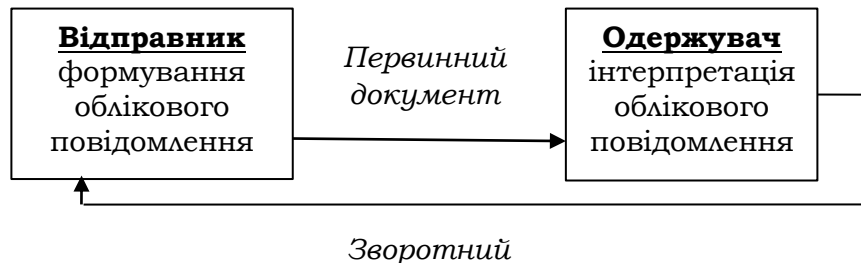 Відправник
формування
облікового
повідомлення
Первинний
документ
Одержувач
інтерпретація
облікового
повідомлення
Зворотний